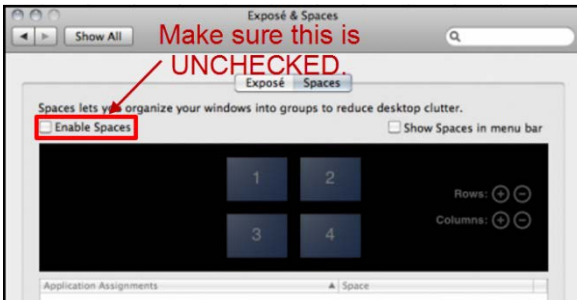 Exposé & Spaces
Show All
Make sure this is
UNCHECKED.
Exposé Spaces
Spaces lets you organize your windows into groups to reduce desktop clutter.
Enable Spaces Show Spaces in menu bar
1 2
Rows:
Columns:
3 4
Application Assignments Space